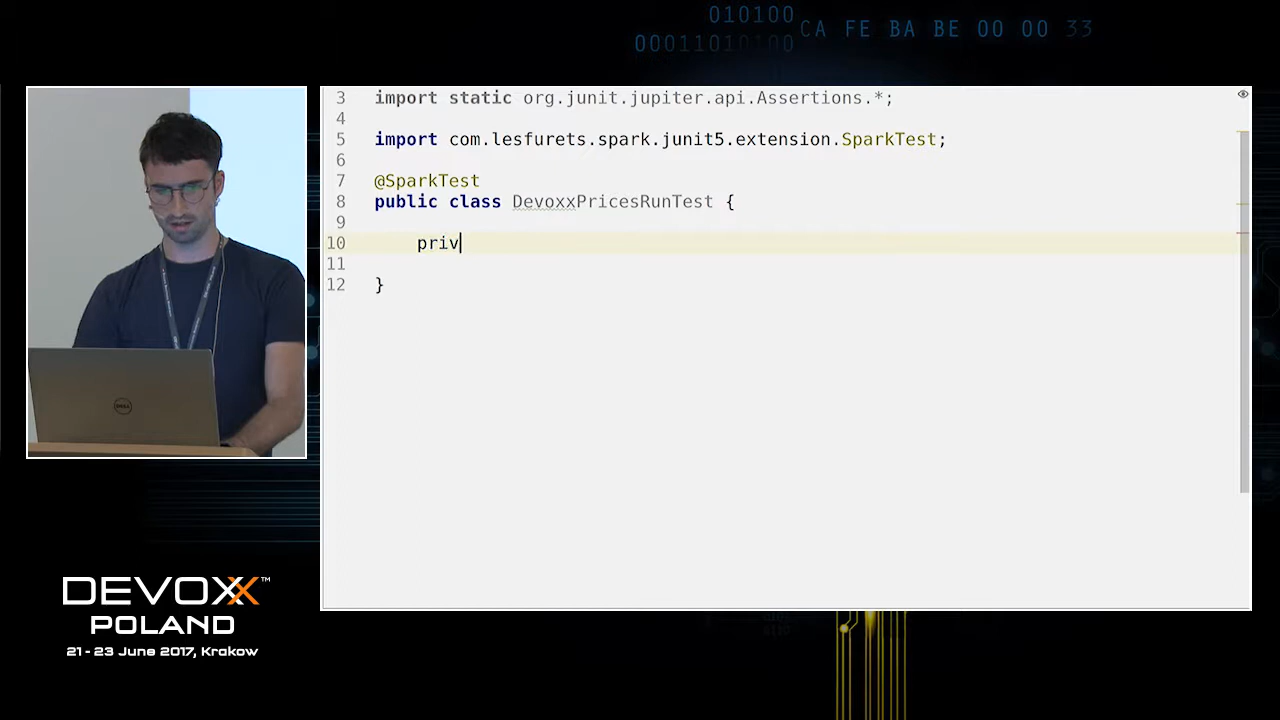 010100
00011010100
CA FE BA BE 00 00 33
3 import static org.junit.jupiter.api.Assertions.*;
4
5 import com.lesfurets.spark.junit5.extension.SparkTest;
6
7 @SparkTest
8 public class DevoxxPricesRunTest {
9
10 priv
11
12 }
DELL
DEVOXX™
POLAND
21 - 23 June 2017, Krakow